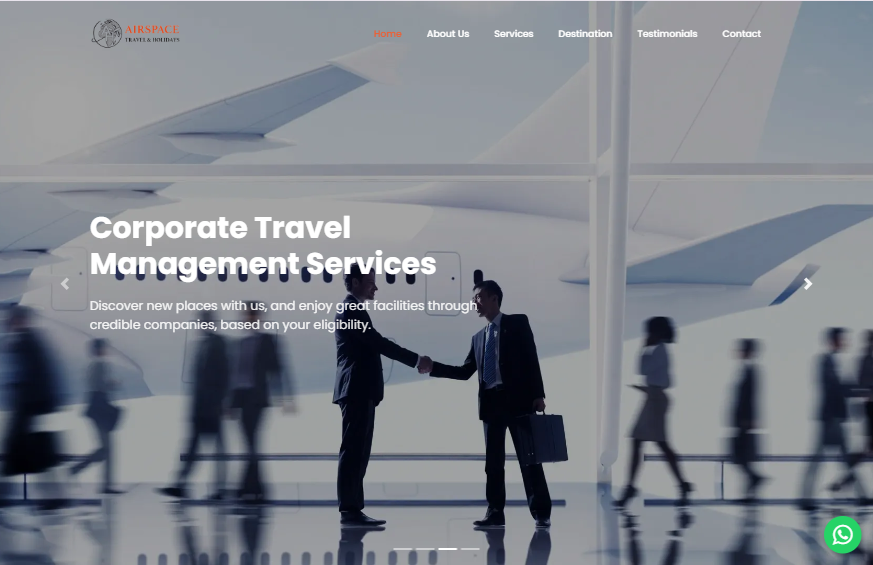 AIRSPACE
TRAVEL & HOLIDAYS
Home
About Us
Services
Destination
Testimonials
Contact
Corporate Travel
Management Services
Discover new places with us, and enjoy great facilities through
credible companies, based on your eligibility.